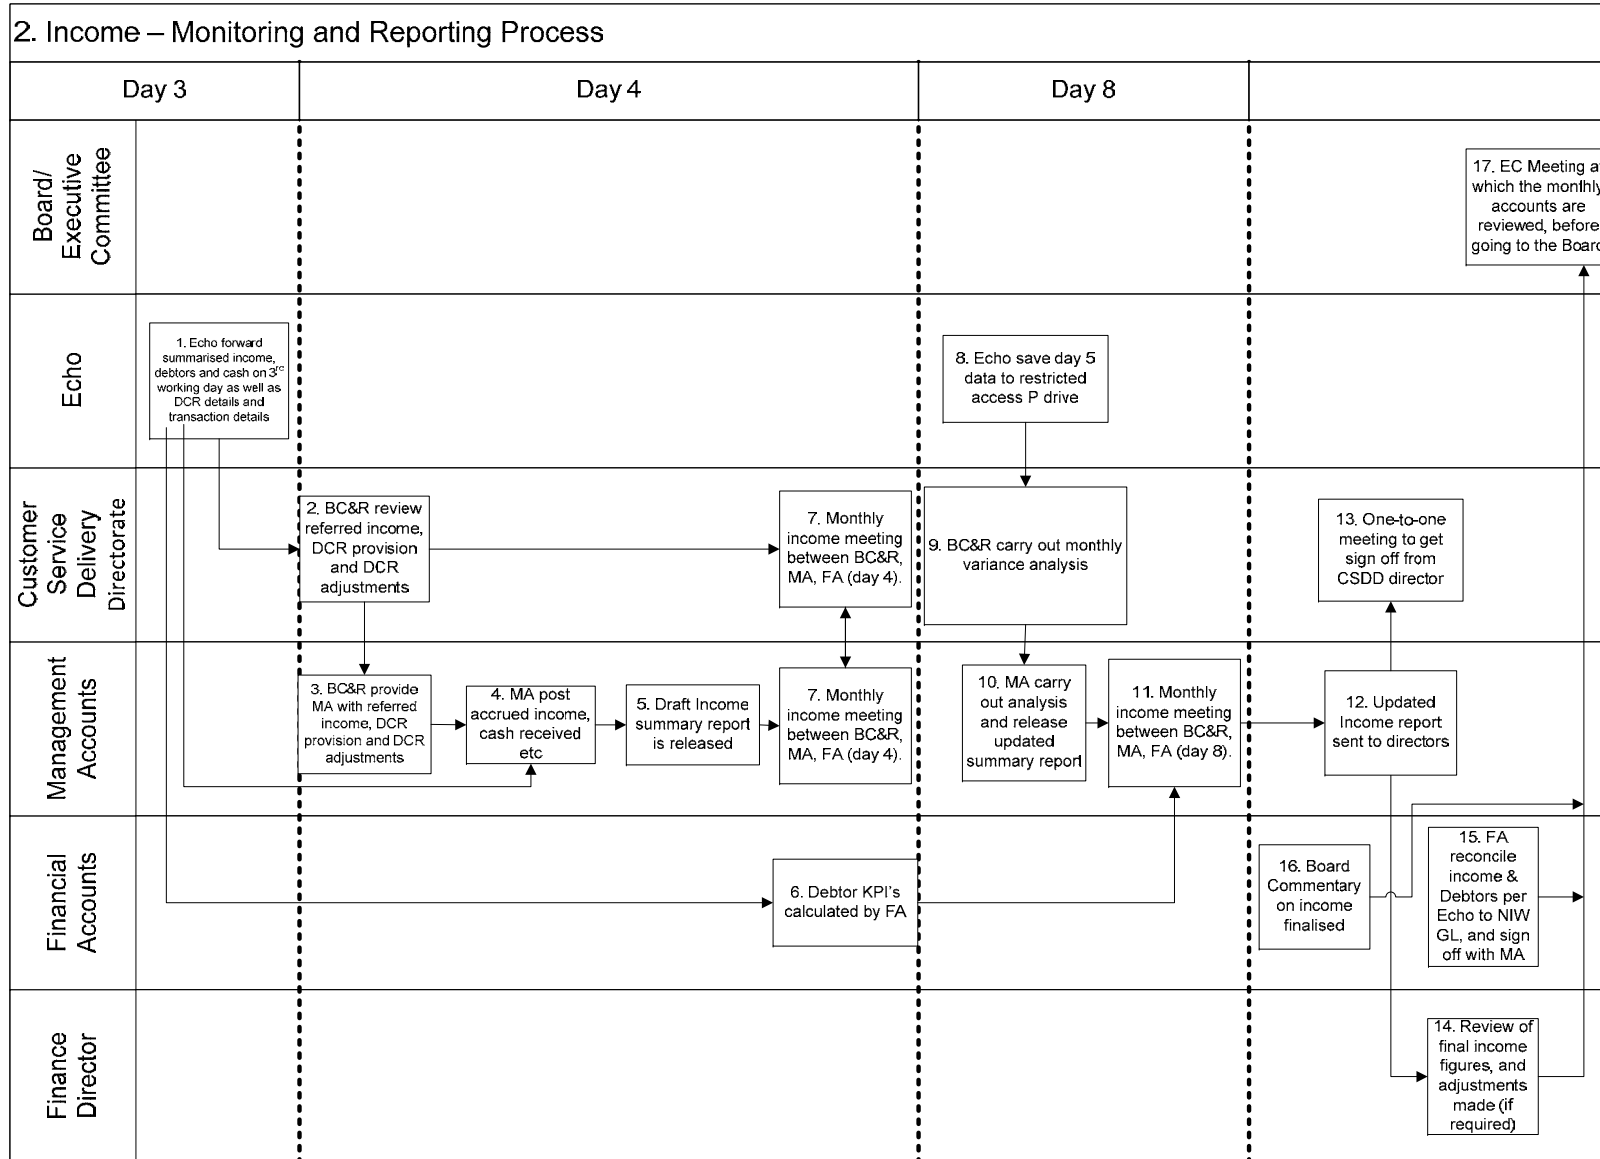 2. Income – Monitoring and Reporting Process
Day 3
Day 4
Day 8
Board/
Executive
Committee
17. EC Meeting at
which the monthly
accounts are
reviewed, before
going to the Board
Echo
1. Echo forward
summarised income,
debtors and cash on 3rd
working day as well as
DCR details and
transaction details
8. Echo save day 5
data to restricted
access P drive
Customer
Service
Delivery
Directorate
2. BC&R review
referred income,
DCR provision
and DCR
adjustments
7. Monthly
income meeting
between BC&R,
MA, FA (day 4).
9. BC&R carry out monthly
variance analysis
13. One-to-one
meeting to get
sign off from
CSDD director
Management
Accounts
3. BC&R provide
MA with referred
income, DCR
provision and DCR
adjustments
4. MA post
accrued income,
cash received
etc
5. Draft Income
summary report
is released
7. Monthly
income meeting
between BC&R,
MA, FA (day 4).
10. MA carry
out analysis
and release
updated
summary report
11. Monthly
income meeting
between BC&R,
MA, FA (day 8).
12. Updated
Income report
sent to directors
Financial
Accounts
6. Debtor KPI's
calculated by FA
16. Board
Commentary
on income
finalised
15. FA
reconcile
income &
Debtors per
Echo to NIW
GL, and sign
off with MA
Finance
Director
14. Review of
final income
figures, and
adjustments
made (if
required)